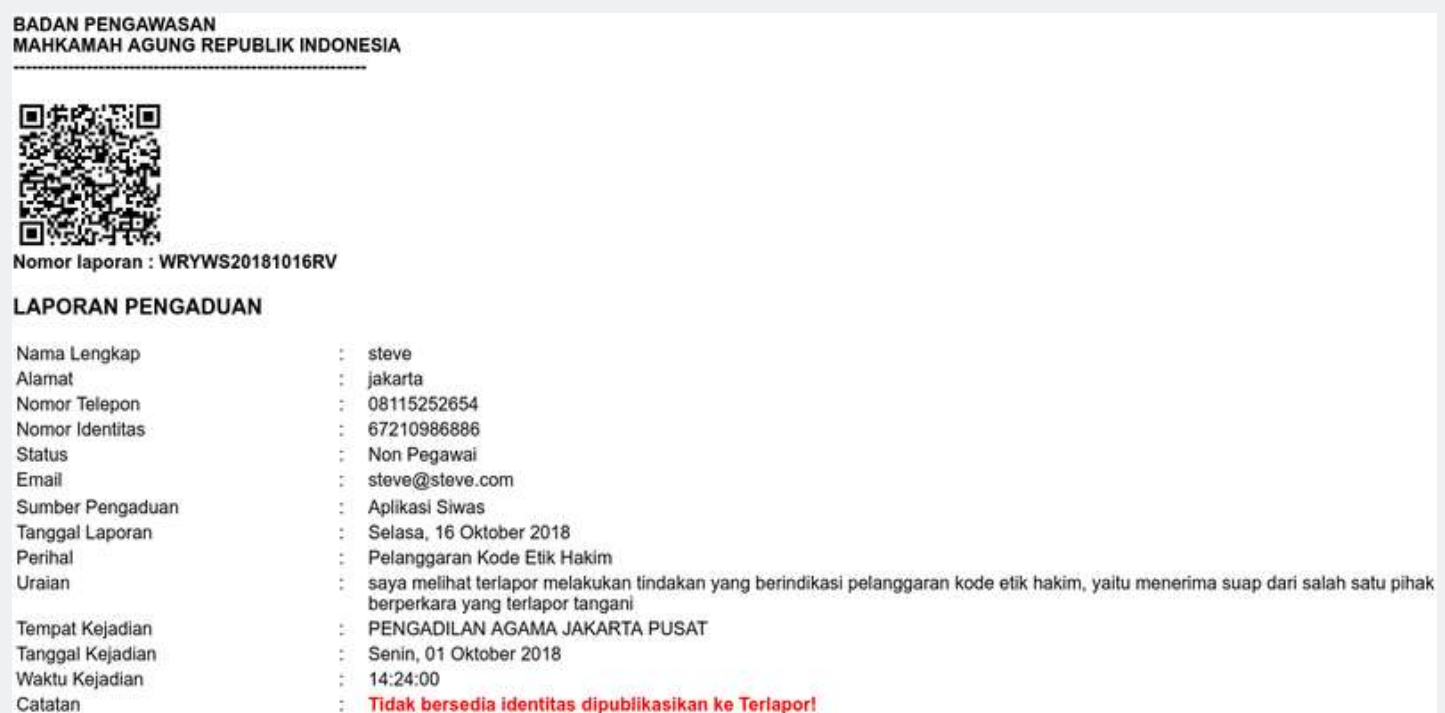 BADAN PENGAWASAN
MAHKAMAH AGUNG REPUBLIK INDONESIA
----------------------------------------------------------
Nomor laporan : WRYWS20181016RV
LAPORAN PENGADUAN
Nama Lengkap : steve
Alamat : jakarta
Nomor Telepon : 08115252654
Nomor Identitas : 67210986886
Status : Non Pegawai
Email : steve@steve.com
Sumber Pengaduan : Aplikasi Siwas
Tanggal Laporan : Selasa, 16 Oktober 2018
Perihal : Pelanggaran Kode Etik Hakim
Uraian : saya melihat terlapor melakukan tindakan yang berindikasi pelanggaran kode etik hakim, yaitu menerima suap dari salah satu pihak
berperkara yang terlapor tangani
Tempat Kejadian : PENGADILAN AGAMA JAKARTA PUSAT
Tanggal Kejadian : Senin, 01 Oktober 2018
Waktu Kejadian : 14:24:00
Catatan : Tidak bersedia identitas dipublikasikan ke Terlapor!